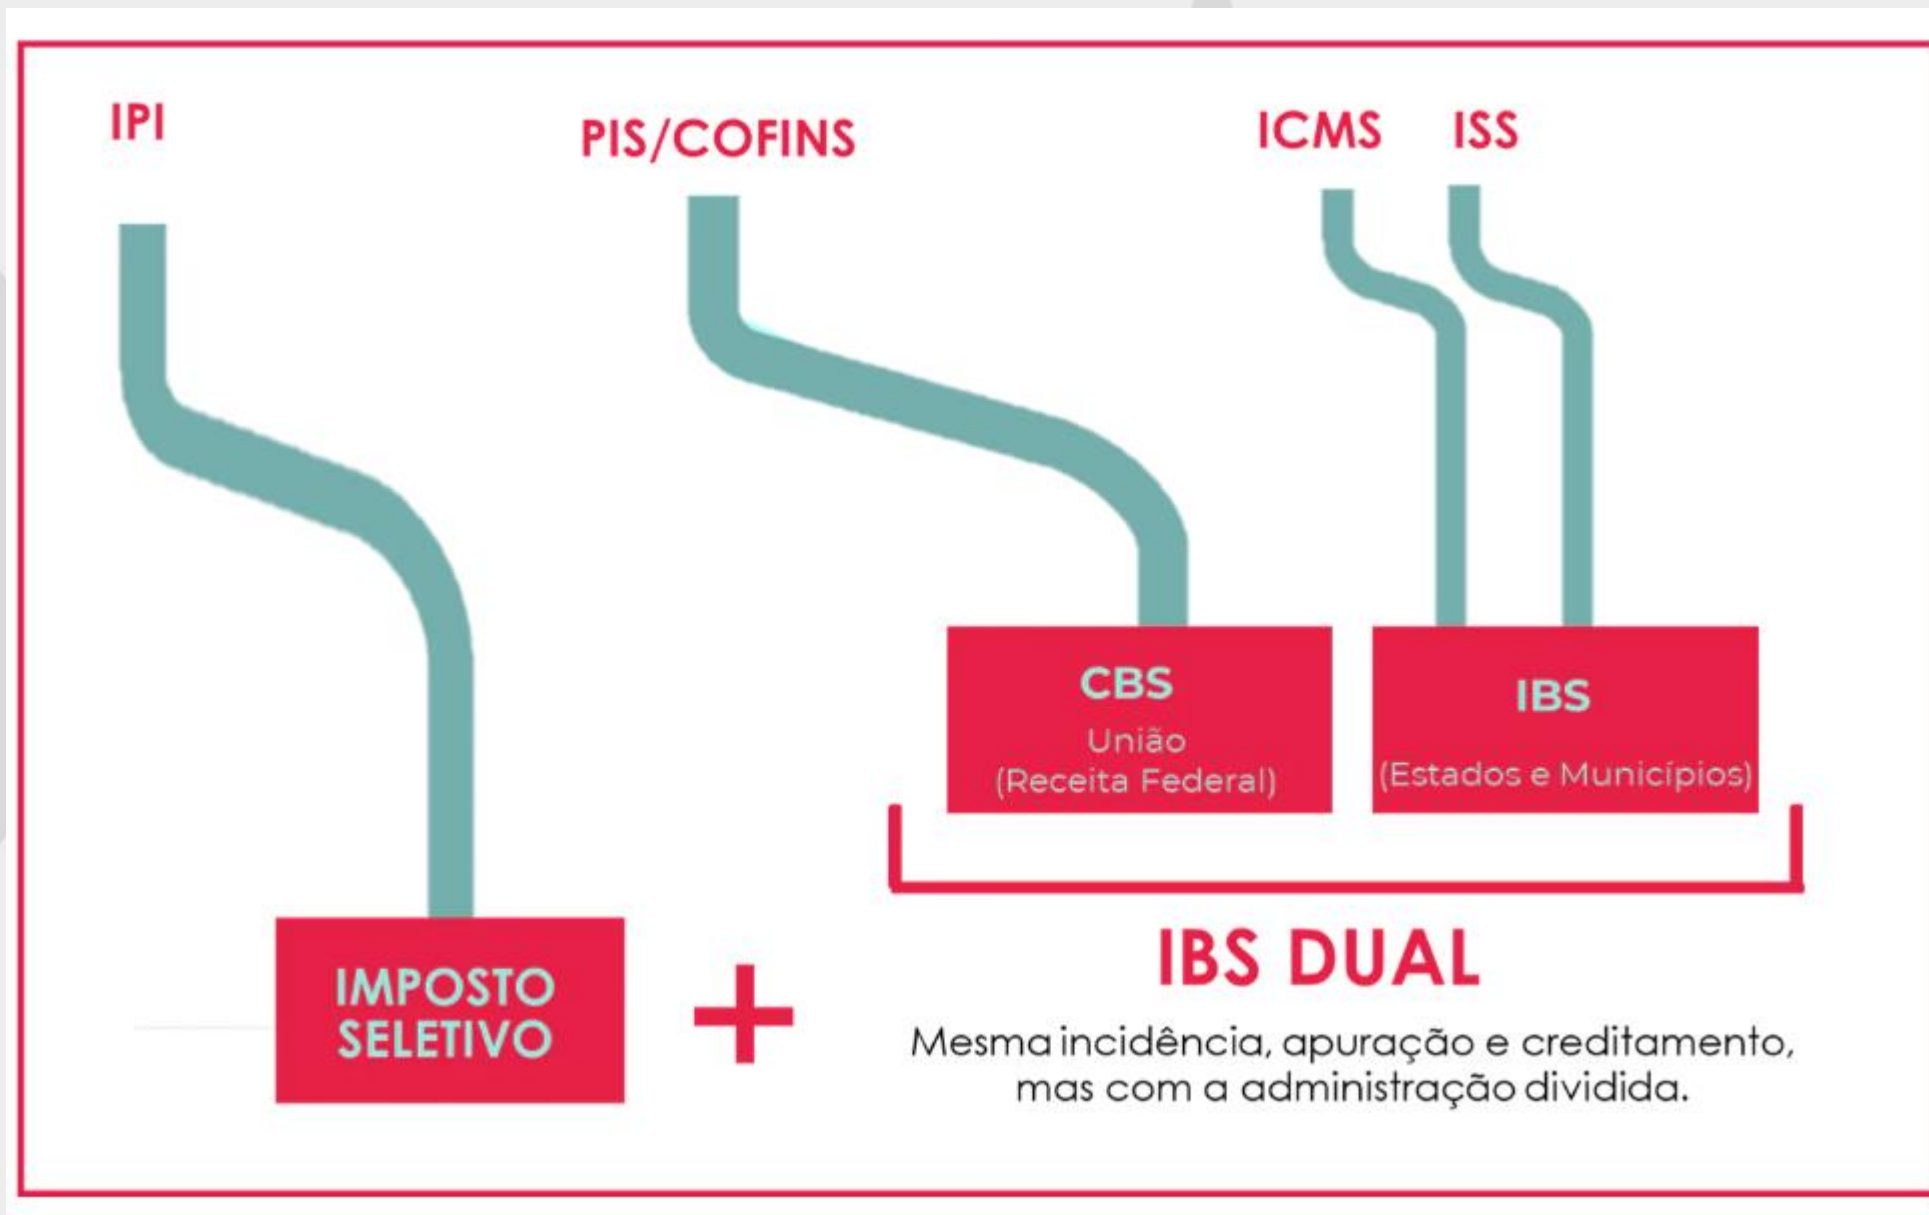 IPI
PIS/COFINS
ICMS
ISS
CBS
União
(Receita Federal)
IBS
(Estados e Municípios)
IMPOSTO
SELETIVO
+
IBS DUAL
Mesma incidência, apuração e creditamento,
mas com a administração dividida.